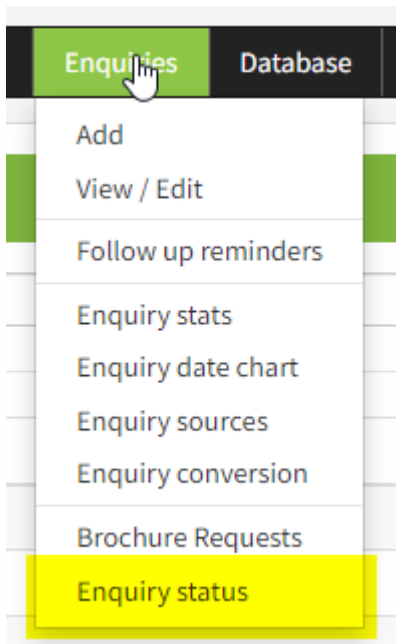 Enquiries Database
Add
View / Edit
Follow up reminders
Enquiry stats
Enquiry date chart
Enquiry sources
Enquiry conversion
Brochure Requests
Enquiry status